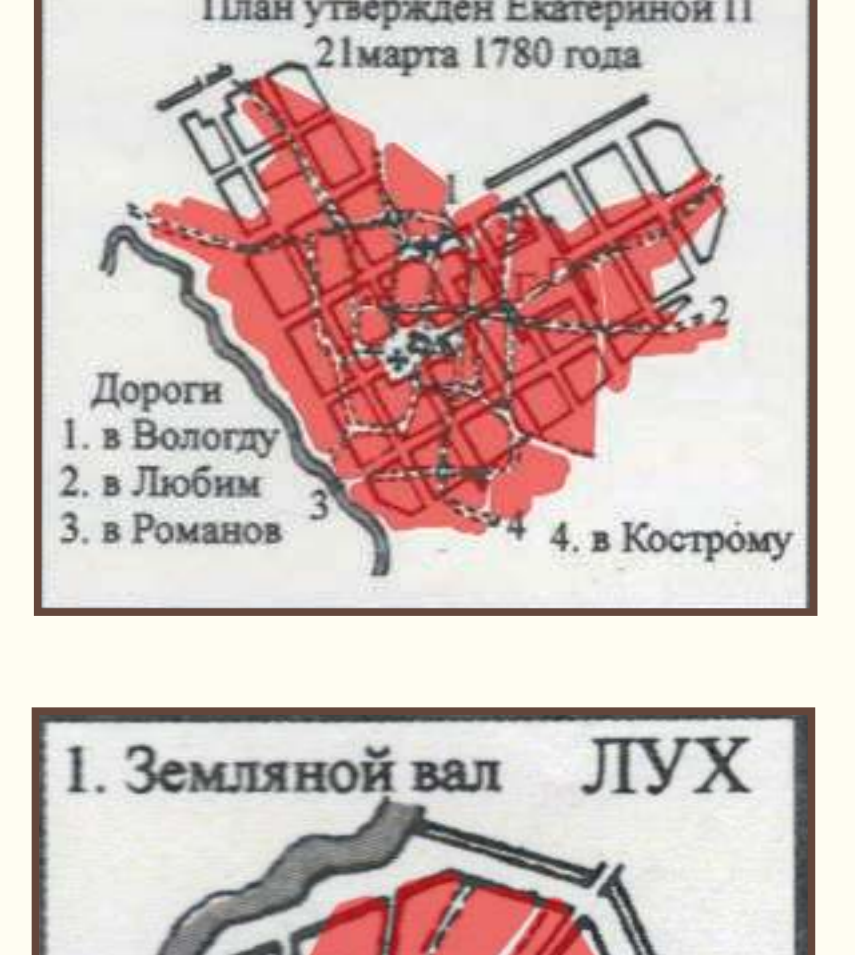 План утвержден Екатериной II
21марта 1780 года
1
2
Дороги
1. в Вологду
2. в Любим
3. в Романов
3
4
4. в Кострому
1. Земляной вал
ЛУХ